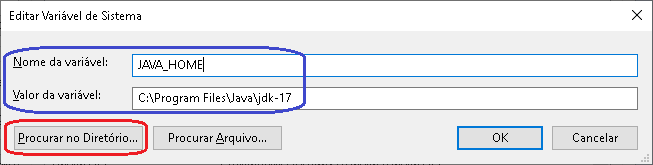 Editar Variável de Sistema
Nome da variável:
JAVA_HOME
Valor da variável:
C:\Program Files\Java\jdk-17
Procurar no Diretório... Procurar Arquivo... OK Cancelar